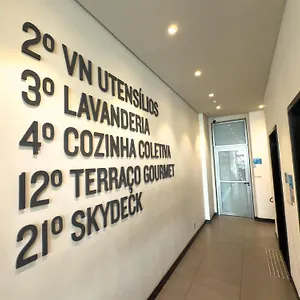 2º VN UTENSÍLIOS
3º LAVANDERIA
4º COZINHA COLETIVA
12º TERRAÇO GOURMET
21º SKYDECK